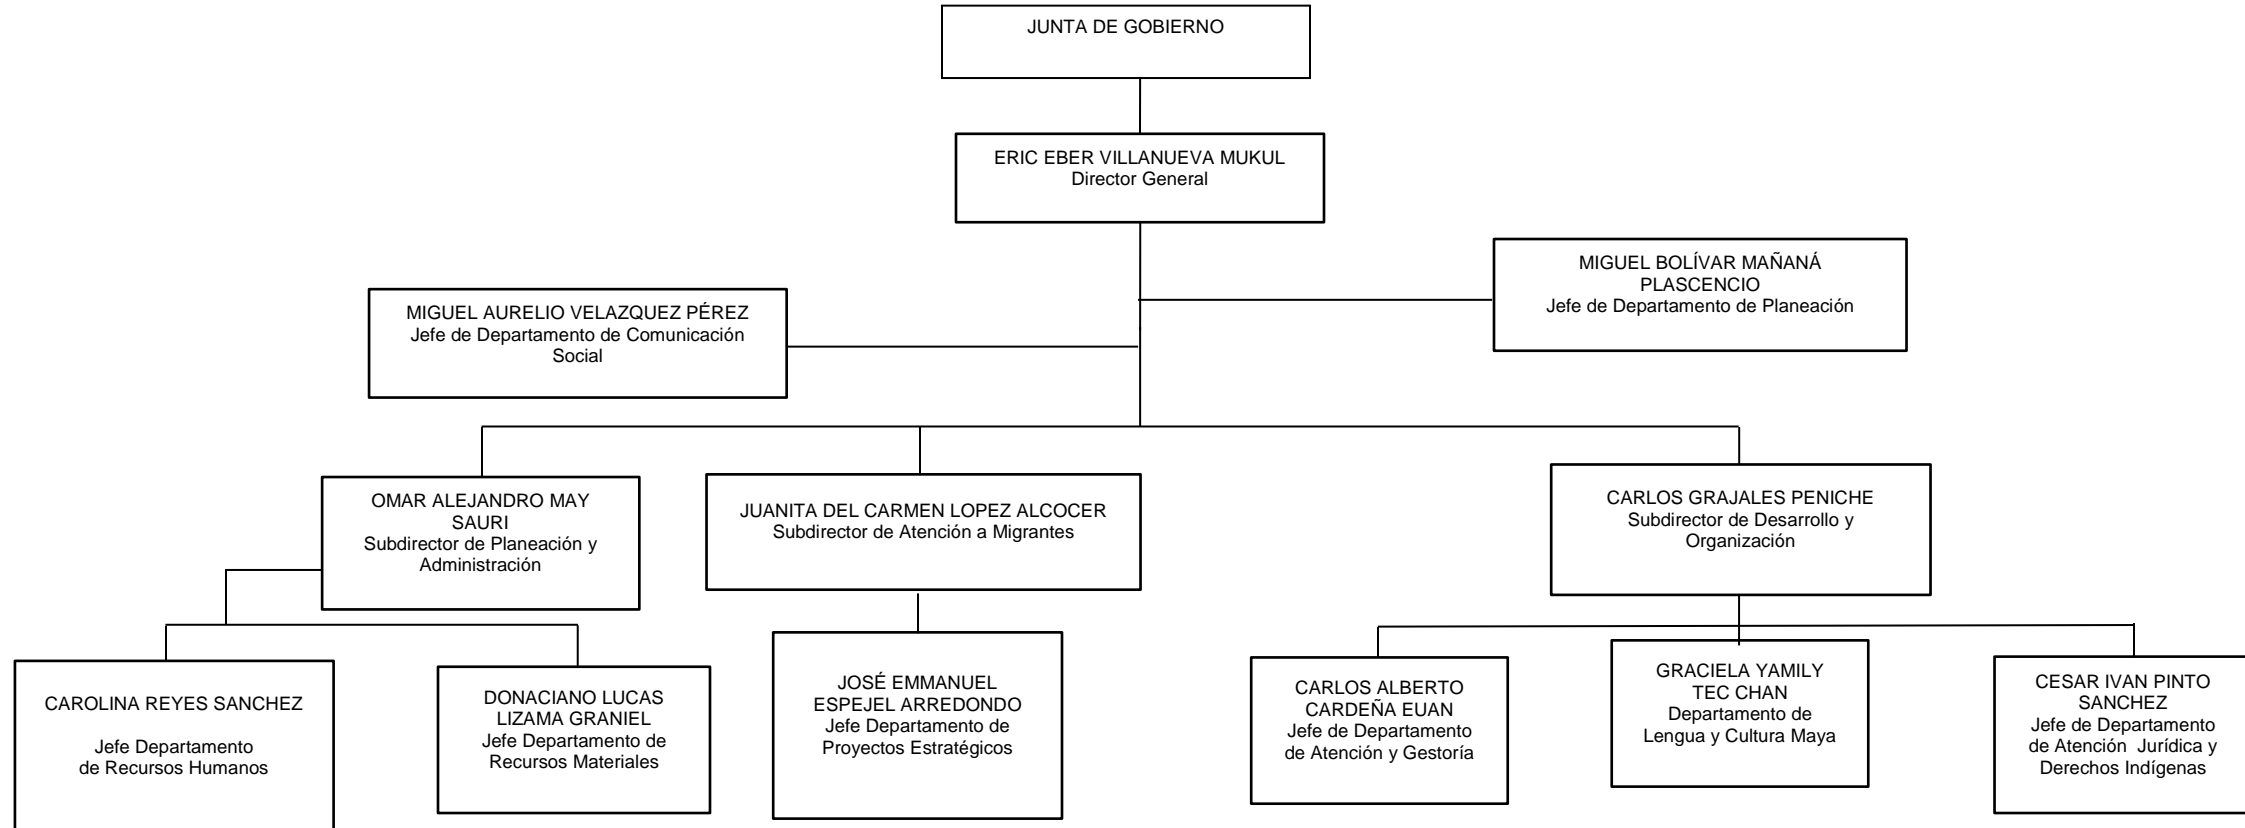 JUNTA DE GOBIERNO
ERIC EBER VILLANUEVA MUKUL
Director General
MIGUEL BOLÍVAR MAÑANÁ
PLASCENCIO
Jefe de Departamento de Planeación
MIGUEL AURELIO VELAZQUEZ PÉREZ
Jefe de Departamento de Comunicación
Social
OMAR ALEJANDRO MAY
SAURI
Subdirector de Planeación y
Administración
JUANITA DEL CARMEN LOPEZ ALCOCER
Subdirector de Atención a Migrantes
CARLOS GRAJALES PENICHE
Subdirector de Desarrollo y
Organización
CAROLINA REYES SANCHEZ
Jefe Departamento
de Recursos Humanos
DONACIANO LUCAS
LIZAMA GRANIEL
Jefe Departamento de
Recursos Materiales
JOSÉ EMMANUEL
ESPEJEL ARREDONDO
Jefe Departamento de
Proyectos Estratégicos
CARLOS ALBERTO
CARDEÑA EUAN
Jefe de Departamento
de Atención y Gestoría
GRACIELA YAMILY
TEC CHAN
Departamento de
Lengua y Cultura Maya
CESAR IVAN PINTO
SANCHEZ
Jefe de Departamento
de Atención  Jurídica y
Derechos Indígenas